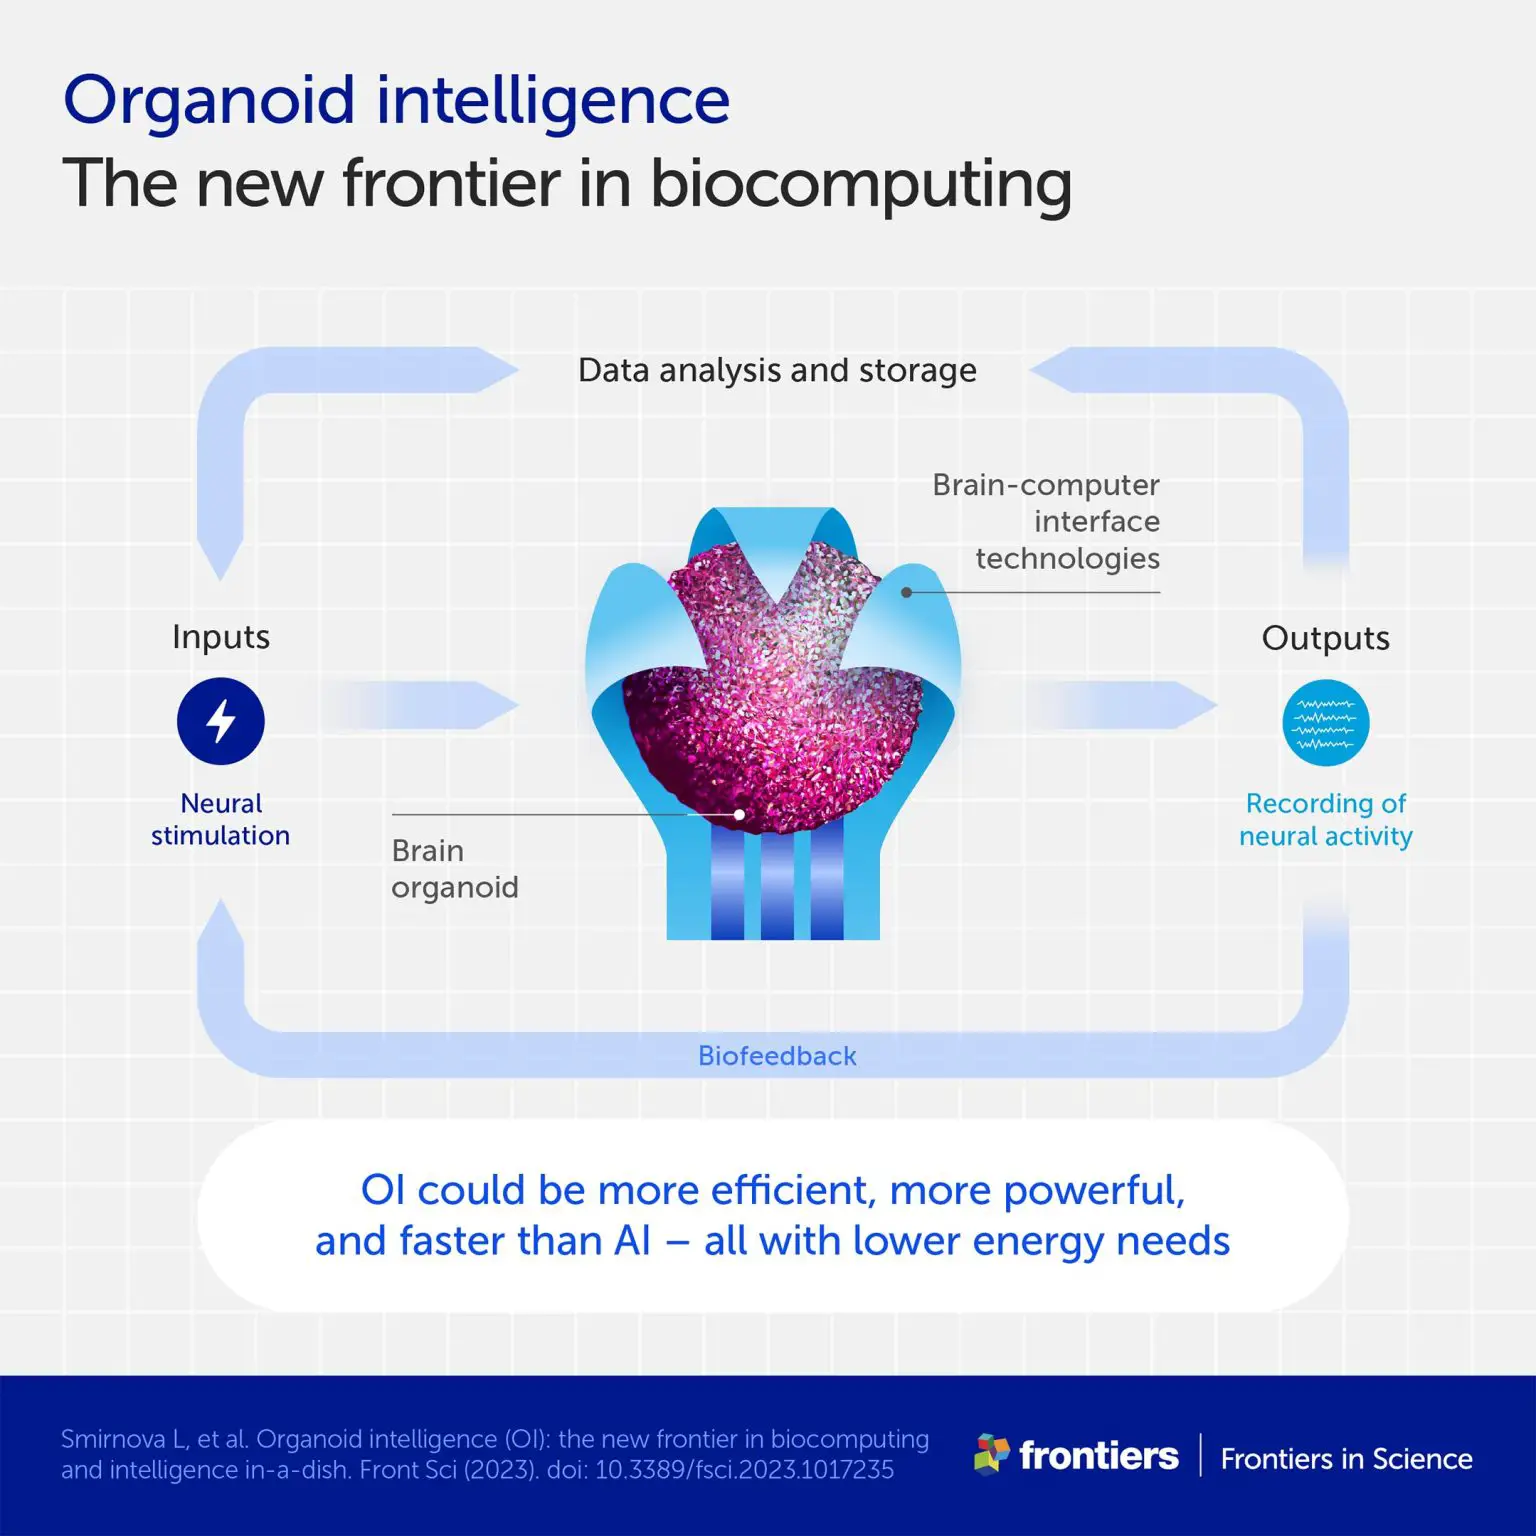 Organoid intelligence
The new frontier in biocomputing
Data analysis and storage
Brain-computer
interface
technologies
Inputs
Neural
stimulation
Outputs
Recording of
neural activity
Brain
organoid
Biofeedback
OI could be more efficient, more powerful,
and faster than AI – all with lower energy needs
Smirnova L, et al. Organoid intelligence (OI): the new frontier in biocomputing
and intelligence in-a-dish. Front Sci (2023). doi: 10.3389/fsci.2023.1017235
frontiers | Frontiers in Science